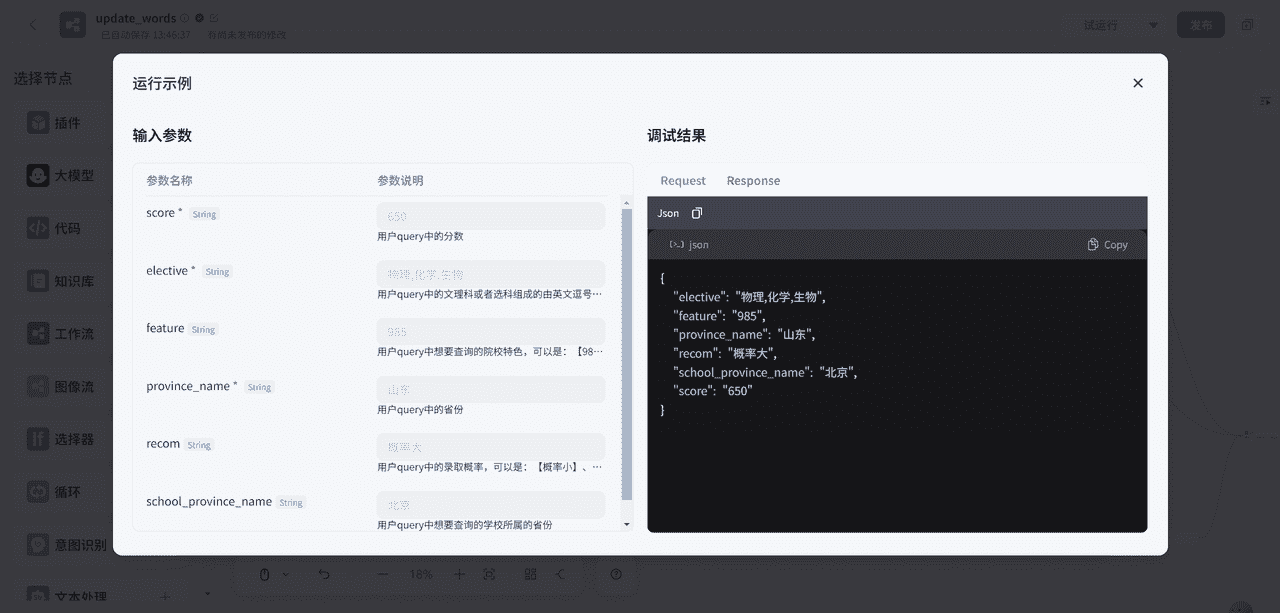 update_words
已自动保存 13:46:37 有尚未发布的修改
试运行
发布
选择节点
插件
大模型
代码
知识库
工作流
图像流
选择器
循环
意图识别
文本处理
18%
运行示例
输入参数
参数名称 参数说明
score * String
650
用户query中的分数
elective * String
物理,化学,生物
用户query中的文理科或者选科组成的由英文逗号…
feature String
985
用户query中想要查询的院校特色，可以是：【98…
province_name * String
山东
用户query中的省份
recom String
概率大
用户query中的录取概率，可以是：【概率小】、…
school_province_name String
北京
用户query中想要查询的学校所属的省份
调试结果
Request Response
Json
json Copy
{
"elective": "物理,化学,生物",
"feature": "985",
"province_name": "山东",
"recom": "概率大",
"school_province_name": "北京",
"score": "650"
}